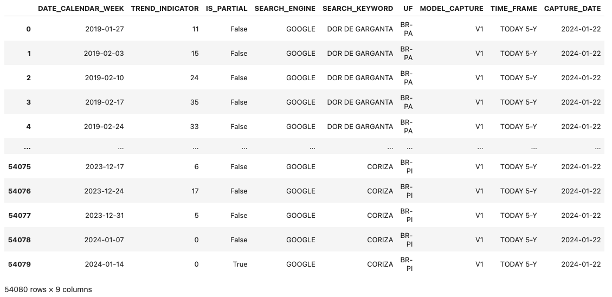 DATE_CALENDAR_WEEK TREND_INDICATOR IS_PARTIAL SEARCH_ENGINE SEARCH_KEYWORD UF MODEL_CAPTURE TIME_FRAME CAPTURE_DATE
0 2019-01-27 11 False GOOGLE DOR DE GARGANTA BR-PA V1 TODAY 5-Y 2024-01-22
1 2019-02-03 15 False GOOGLE DOR DE GARGANTA BR-PA V1 TODAY 5-Y 2024-01-22
2 2019-02-10 24 False GOOGLE DOR DE GARGANTA BR-PA V1 TODAY 5-Y 2024-01-22
3 2019-02-17 35 False GOOGLE DOR DE GARGANTA BR-PA V1 TODAY 5-Y 2024-01-22
4 2019-02-24 33 False GOOGLE DOR DE GARGANTA BR-PA V1 TODAY 5-Y 2024-01-22
... ... ... ... ... ... ... ... ... ...
54075 2023-12-17 6 False GOOGLE CORIZA BR-PI V1 TODAY 5-Y 2024-01-22
54076 2023-12-24 17 False GOOGLE CORIZA BR-PI V1 TODAY 5-Y 2024-01-22
54077 2023-12-31 5 False GOOGLE CORIZA BR-PI V1 TODAY 5-Y 2024-01-22
54078 2024-01-07 0 False GOOGLE CORIZA BR-PI V1 TODAY 5-Y 2024-01-22
54079 2024-01-14 0 True GOOGLE CORIZA BR-PI V1 TODAY 5-Y 2024-01-22
54080 rows × 9 columns